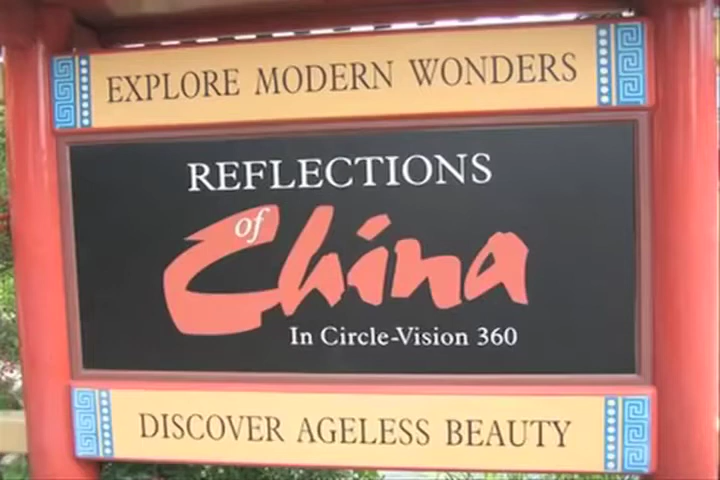 EXPLORE MODERN WONDERS
REFLECTIONS
of
China
In Circle-Vision 360
DISCOVER AGELESS BEAUTY